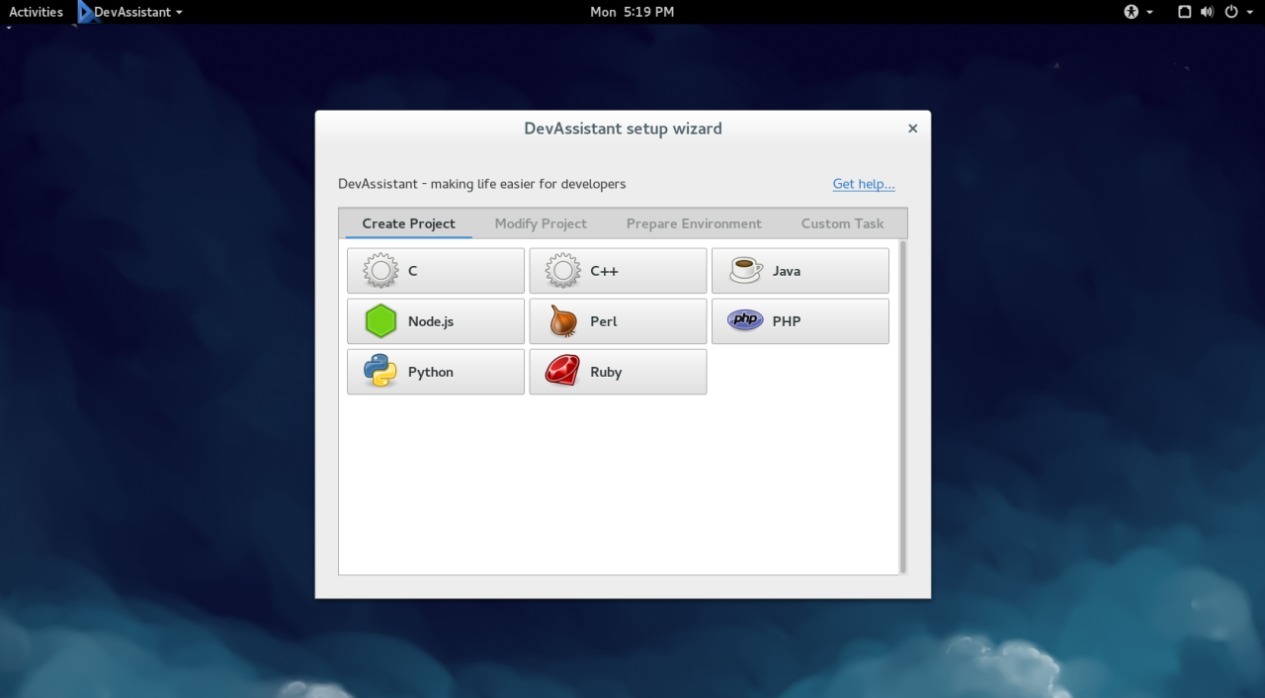 Activities DevAssistant Mon 5:19 PM
DevAssistant setup wizard
DevAssistant - making life easier for developers Get help...
Create Project Modify Project Prepare Environment Custom Task
C C++ Java
Node.js Perl php PHP
Python Ruby